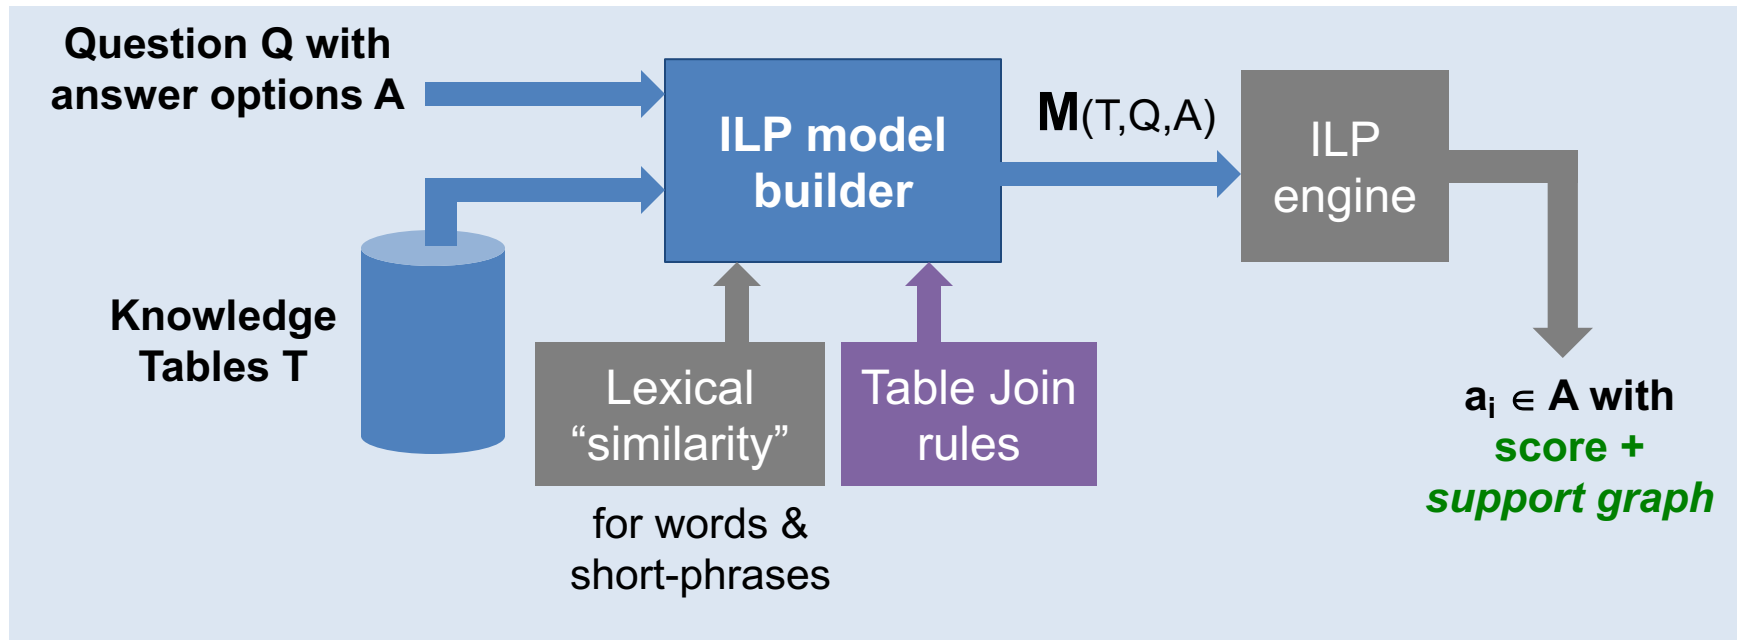 Question Q with
answer options A
Knowledge
Tables T
ILP model
builder
Lexical
“similarity”
for words &
short-phrases
Table Join
rules
M(T,Q,A)
ILP
engine
aᵢ ∈ A with
score +
support graph